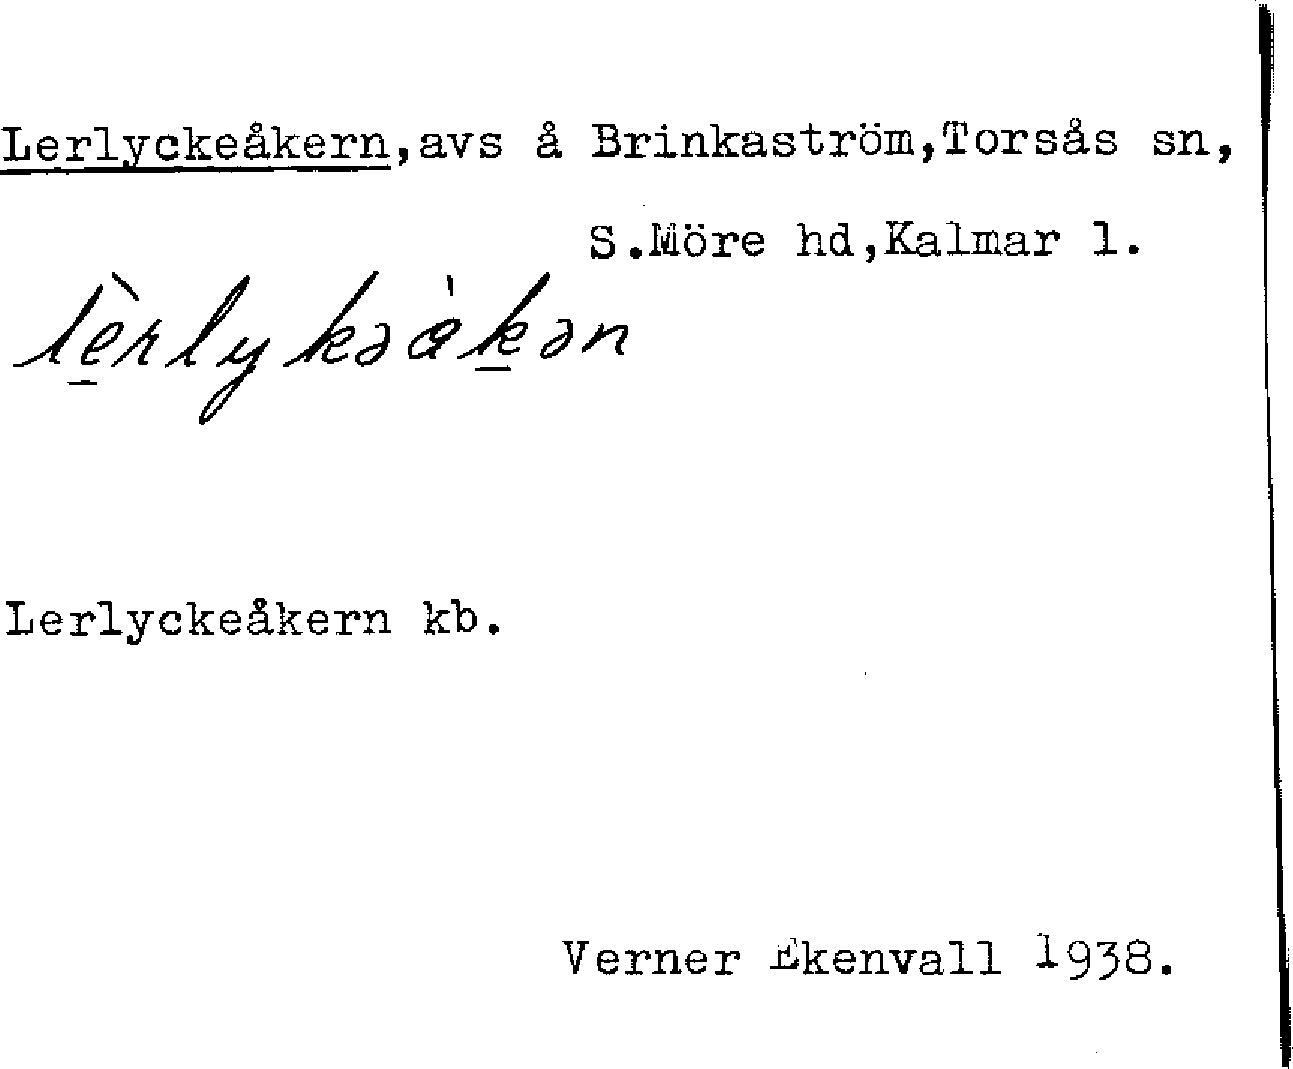 Lerlyckeåkern,avs å Brinkaström,Torsås sn,
S.Möre hd,Kalmar l.
lèrlykəàkən
Lerlyckeåkern kb.
Verner Ekenvall 1938.